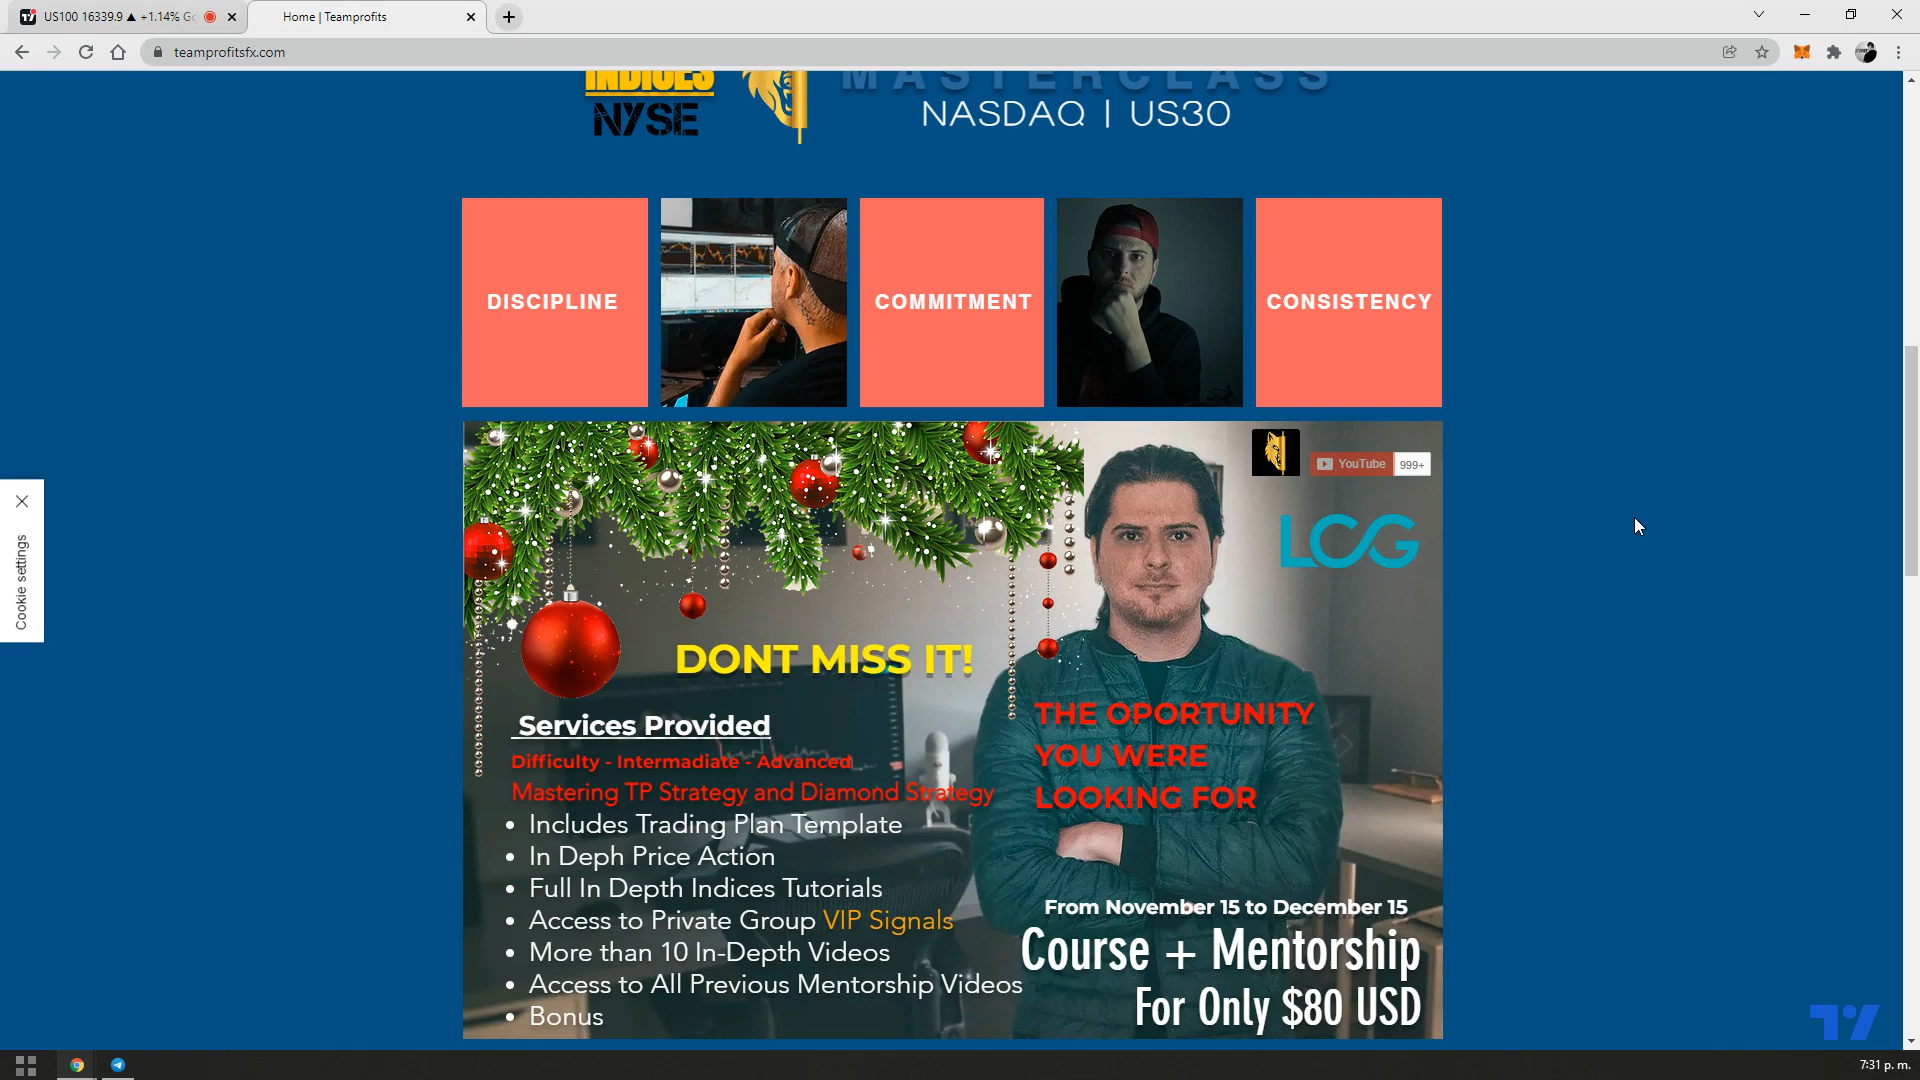 US100 16339.9 ▲ +1.14%
Home | Teamprofits
teamprofitsfx.com
INDICES
NYSE
MASTERCLASS
NASDAQ | US30
DISCIPLINE
COMMITMENT
CONSISTENCY
YouTube 999+
LCG
DONT MISS IT!
Services Provided
Difficulty - Intermadiate - Advanced
Mastering TP Strategy and Diamond Strategy
• Includes Trading Plan Template
• In Deph Price Action
• Full In Depth Indices Tutorials
• Access to Private Group VIP Signals
• More than 10 In-Depth Videos
• Access to All Previous Mentorship Videos
• Bonus
THE OPORTUNITY
YOU WERE
LOOKING FOR
From November 15 to December 15
Course + Mentorship
For Only $80 USD
Cookie settings
7:31 p. m.